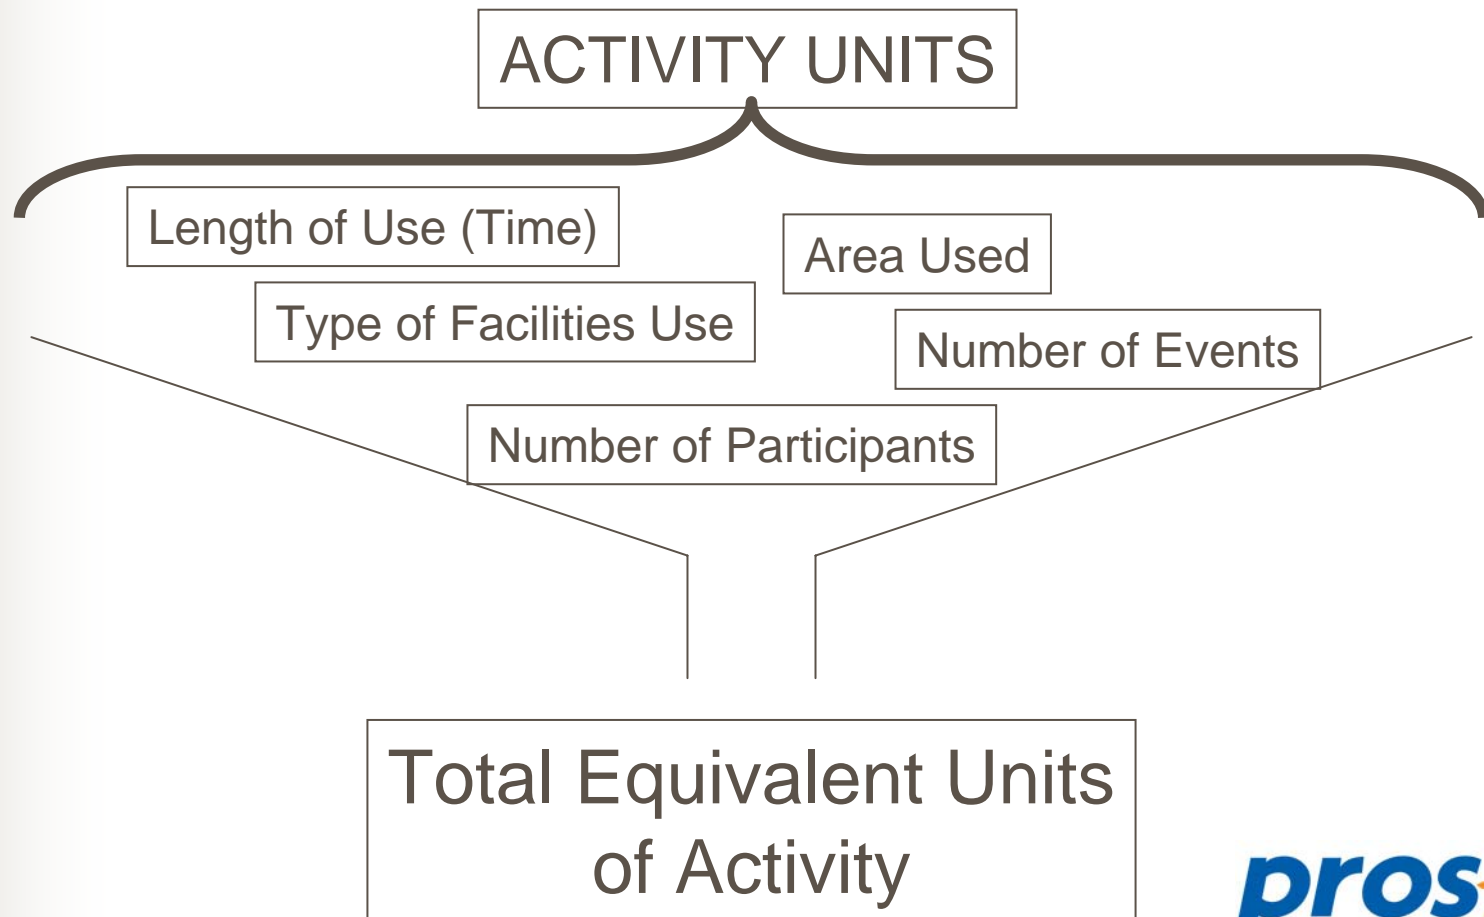 ACTIVITY UNITS
Length of Use (Time)
Area Used
Type of Facilities Use
Number of Events
Number of Participants
Total Equivalent Units
of Activity
pros